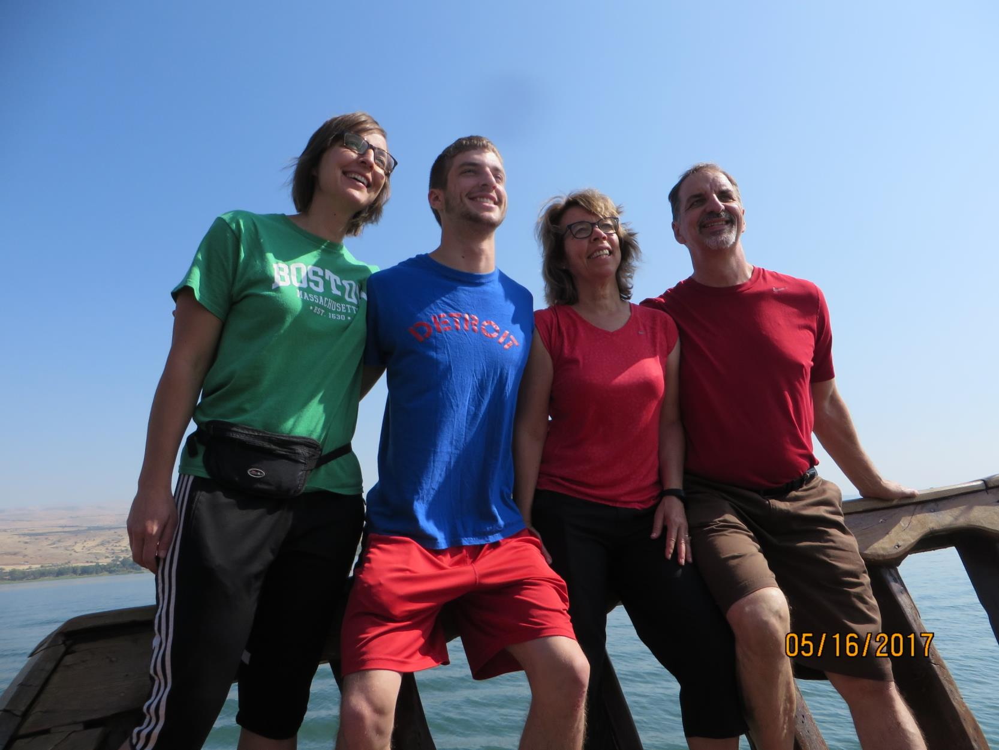 BOSTO
MASSACHUSETT
•EST. 1630•
DETROIT
05/16/2017